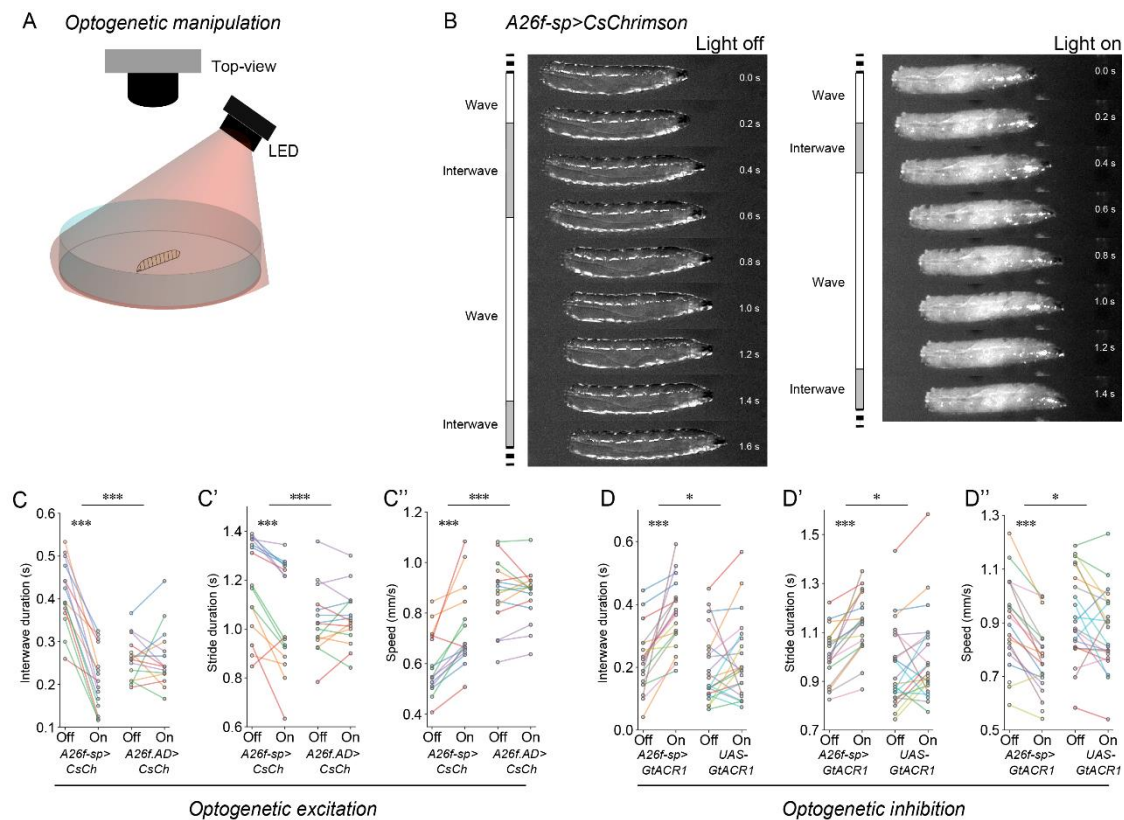 A
Optogenetic manipulation
Top-view
LED
B
A26f-sp>CsChrimson
Light off
Wave
Interwave
Wave
Interwave
0.0 s
0.2 s
0.4 s
0.6 s
0.8 s
1.0 s
1.2 s
1.4 s
1.6 s
Light on
Wave
Interwave
Wave
Interwave
0.0 s
0.2 s
0.4 s
0.6 s
0.8 s
1.0 s
1.2 s
1.4 s
C
***
***
Interwave duration (s)
0.6
0.5
0.4
0.3
0.2
0.1
Off On Off On
A26f-sp> A26f.AD>
CsCh CsCh
C'
***
***
Stride duration (s)
1.4
1.2
1.0
0.8
0.6
Off On Off On
A26f-sp> A26f.AD>
CsCh CsCh
C''
***
***
Speed (mm/s)
1.2
1.0
0.8
0.6
0.4
Off On Off On
A26f-sp> A26f.AD>
CsCh CsCh
Optogenetic excitation
D
*
***
Interwave duration (s)
0.6
0.4
0.2
0.0
Off On Off On
A26f-sp> UAS-
GtACR1 GtACR1
D'
*
***
Stride duration (s)
1.5
1.3
1.1
0.9
0.7
Off On Off On
A26f-sp> UAS-
GtACR1 GtACR1
D''
*
***
Speed (mm/s)
1.3
1.1
0.9
0.7
0.5
Off On Off On
A26f-sp> UAS-
GtACR1 GtACR1
Optogenetic inhibition